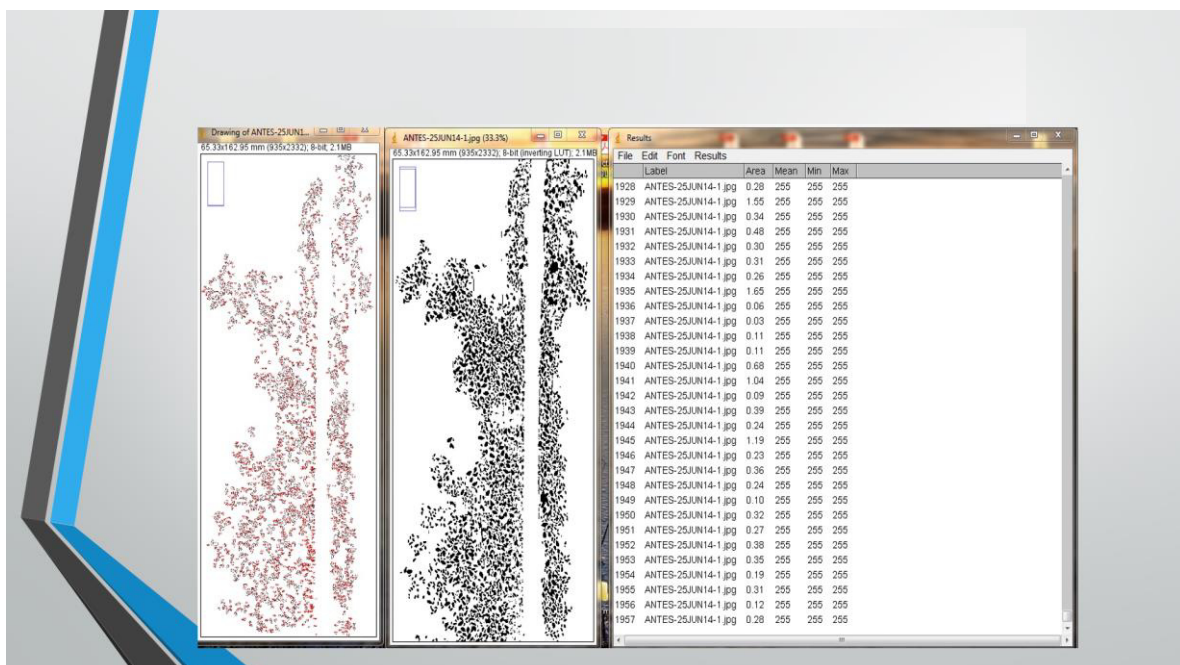 Drawing of ANTES-25JUN1...
65.33x162.95 mm (935x2332); 8-bit; 2.1MB
ANTES-25JUN14-1.jpg (33.3%)
65.33x162.95 mm (935x2332); 8-bit (inverting LUT); 2.1MB
Results
File Edit Font Results
Label Area Mean Min Max
1928 ANTES-25JUN14-1.jpg 0.28 255 255 255
1929 ANTES-25JUN14-1.jpg 1.55 255 255 255
1930 ANTES-25JUN14-1.jpg 0.34 255 255 255
1931 ANTES-25JUN14-1.jpg 0.48 255 255 255
1932 ANTES-25JUN14-1.jpg 0.30 255 255 255
1933 ANTES-25JUN14-1.jpg 0.31 255 255 255
1934 ANTES-25JUN14-1.jpg 0.26 255 255 255
1935 ANTES-25JUN14-1.jpg 1.65 255 255 255
1936 ANTES-25JUN14-1.jpg 0.06 255 255 255
1937 ANTES-25JUN14-1.jpg 0.03 255 255 255
1938 ANTES-25JUN14-1.jpg 0.11 255 255 255
1939 ANTES-25JUN14-1.jpg 0.11 255 255 255
1940 ANTES-25JUN14-1.jpg 0.68 255 255 255
1941 ANTES-25JUN14-1.jpg 1.04 255 255 255
1942 ANTES-25JUN14-1.jpg 0.09 255 255 255
1943 ANTES-25JUN14-1.jpg 0.39 255 255 255
1944 ANTES-25JUN14-1.jpg 0.24 255 255 255
1945 ANTES-25JUN14-1.jpg 1.19 255 255 255
1946 ANTES-25JUN14-1.jpg 0.23 255 255 255
1947 ANTES-25JUN14-1.jpg 0.36 255 255 255
1948 ANTES-25JUN14-1.jpg 0.24 255 255 255
1949 ANTES-25JUN14-1.jpg 0.10 255 255 255
1950 ANTES-25JUN14-1.jpg 0.32 255 255 255
1951 ANTES-25JUN14-1.jpg 0.27 255 255 255
1952 ANTES-25JUN14-1.jpg 0.38 255 255 255
1953 ANTES-25JUN14-1.jpg 0.35 255 255 255
1954 ANTES-25JUN14-1.jpg 0.19 255 255 255
1955 ANTES-25JUN14-1.jpg 0.31 255 255 255
1956 ANTES-25JUN14-1.jpg 0.12 255 255 255
1957 ANTES-25JUN14-1.jpg 0.28 255 255 255